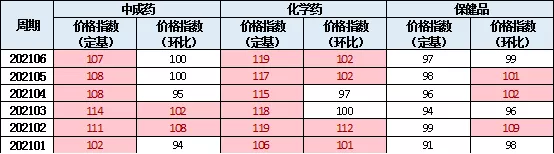 周期 中成药 化学药 保健品
价格指数（定基） 价格指数（环比） 价格指数（定基） 价格指数（环比） 价格指数（定基） 价格指数（环比）
202106 107 100 119 102 97 99
202105 108 100 117 102 98 101
202104 108 95 115 97 96 102
202103 114 102 118 100 94 96
202102 111 108 119 112 99 109
202101 102 94 106 101 91 98